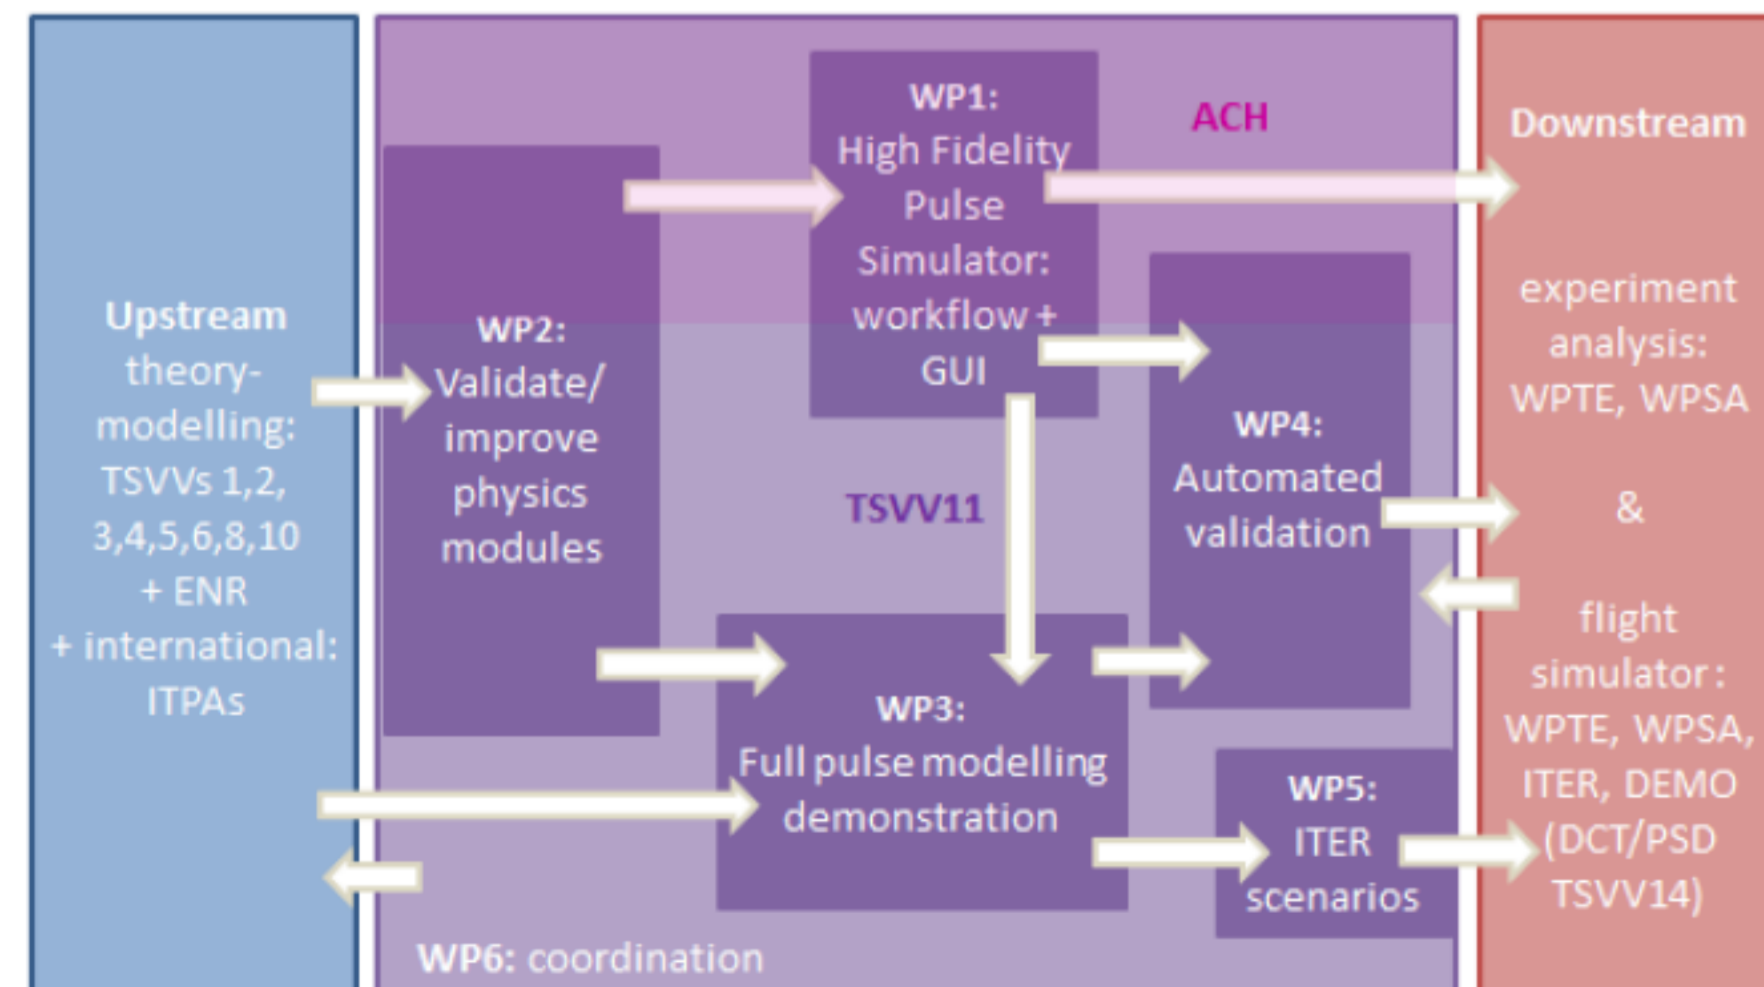 Upstream
theory-
modelling:
TSVVs 1,2,
3,4,5,6,8,10
+ ENR
+ international:
ITPAs
WP2:
Validate/
improve
physics
modules
WP1:
High Fidelity
Pulse
Simulator:
workflow +
GUI
ACH
TSVV11
WP3:
Full pulse modelling
demonstration
WP4:
Automated
validation
WP5:
ITER
scenarios
WP6: coordination
Downstream
experiment
analysis:
WPTE, WPSA
&
flight
simulator :
WPTE, WPSA,
ITER, DEMO
(DCT/PSD
TSVV14)